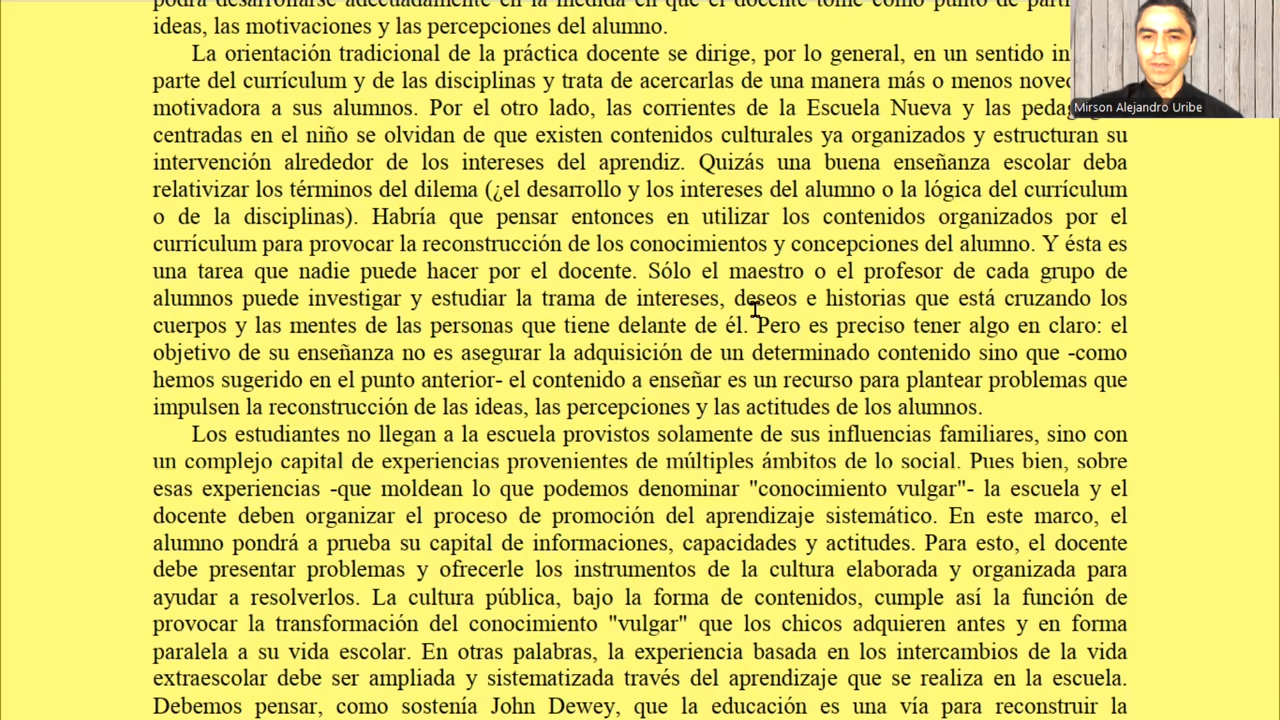 podrá desarrollarse adecuadamente en la medida en que el docente tome como punto de
ideas, las motivaciones y las percepciones del alumno.
La orientación tradicional de la práctica docente se dirige, por lo general, en un sentido
parte del currículum y de las disciplinas y trata de acercarlas de una manera más o menos
motivadora a sus alumnos. Por el otro lado, las corrientes de la Escuela Nueva y las
centradas en el niño se olvidan de que existen contenidos culturales ya organizados y estructuran su
intervención alrededor de los intereses del aprendiz. Quizás una buena enseñanza escolar deba
relativizar los términos del dilema (¿el desarrollo y los intereses del alumno o la lógica del currículum
o de la disciplinas). Habría que pensar entonces en utilizar los contenidos organizados por el
currículum para provocar la reconstrucción de los conocimientos y concepciones del alumno. Y ésta es
una tarea que nadie puede hacer por el docente. Sólo el maestro o el profesor de cada grupo de
alumnos puede investigar y estudiar la trama de intereses, deseos e historias que está cruzando los
cuerpos y las mentes de las personas que tiene delante de él. Pero es preciso tener algo en claro: el
objetivo de su enseñanza no es asegurar la adquisición de un determinado contenido sino que -como
hemos sugerido en el punto anterior- el contenido a enseñar es un recurso para plantear problemas que
impulsen la reconstrucción de las ideas, las percepciones y las actitudes de los alumnos.
Los estudiantes no llegan a la escuela provistos solamente de sus influencias familiares, sino con
un complejo capital de experiencias provenientes de múltiples ámbitos de lo social. Pues bien, sobre
esas experiencias -que moldean lo que podemos denominar "conocimiento vulgar"- la escuela y el
docente deben organizar el proceso de promoción del aprendizaje sistemático. En este marco, el
alumno pondrá a prueba su capital de informaciones, capacidades y actitudes. Para esto, el docente
debe presentar problemas y ofrecerle los instrumentos de la cultura elaborada y organizada para
ayudar a resolverlos. La cultura pública, bajo la forma de contenidos, cumple así la función de
provocar la transformación del conocimiento "vulgar" que los chicos adquieren antes y en forma
paralela a su vida escolar. En otras palabras, la experiencia basada en los intercambios de la vida
extraescolar debe ser ampliada y sistematizada través del aprendizaje que se realiza en la escuela.
Debemos pensar, como sostenía John Dewey, que la educación es una vía para reconstruir la
Mirson Alejandro Uribe